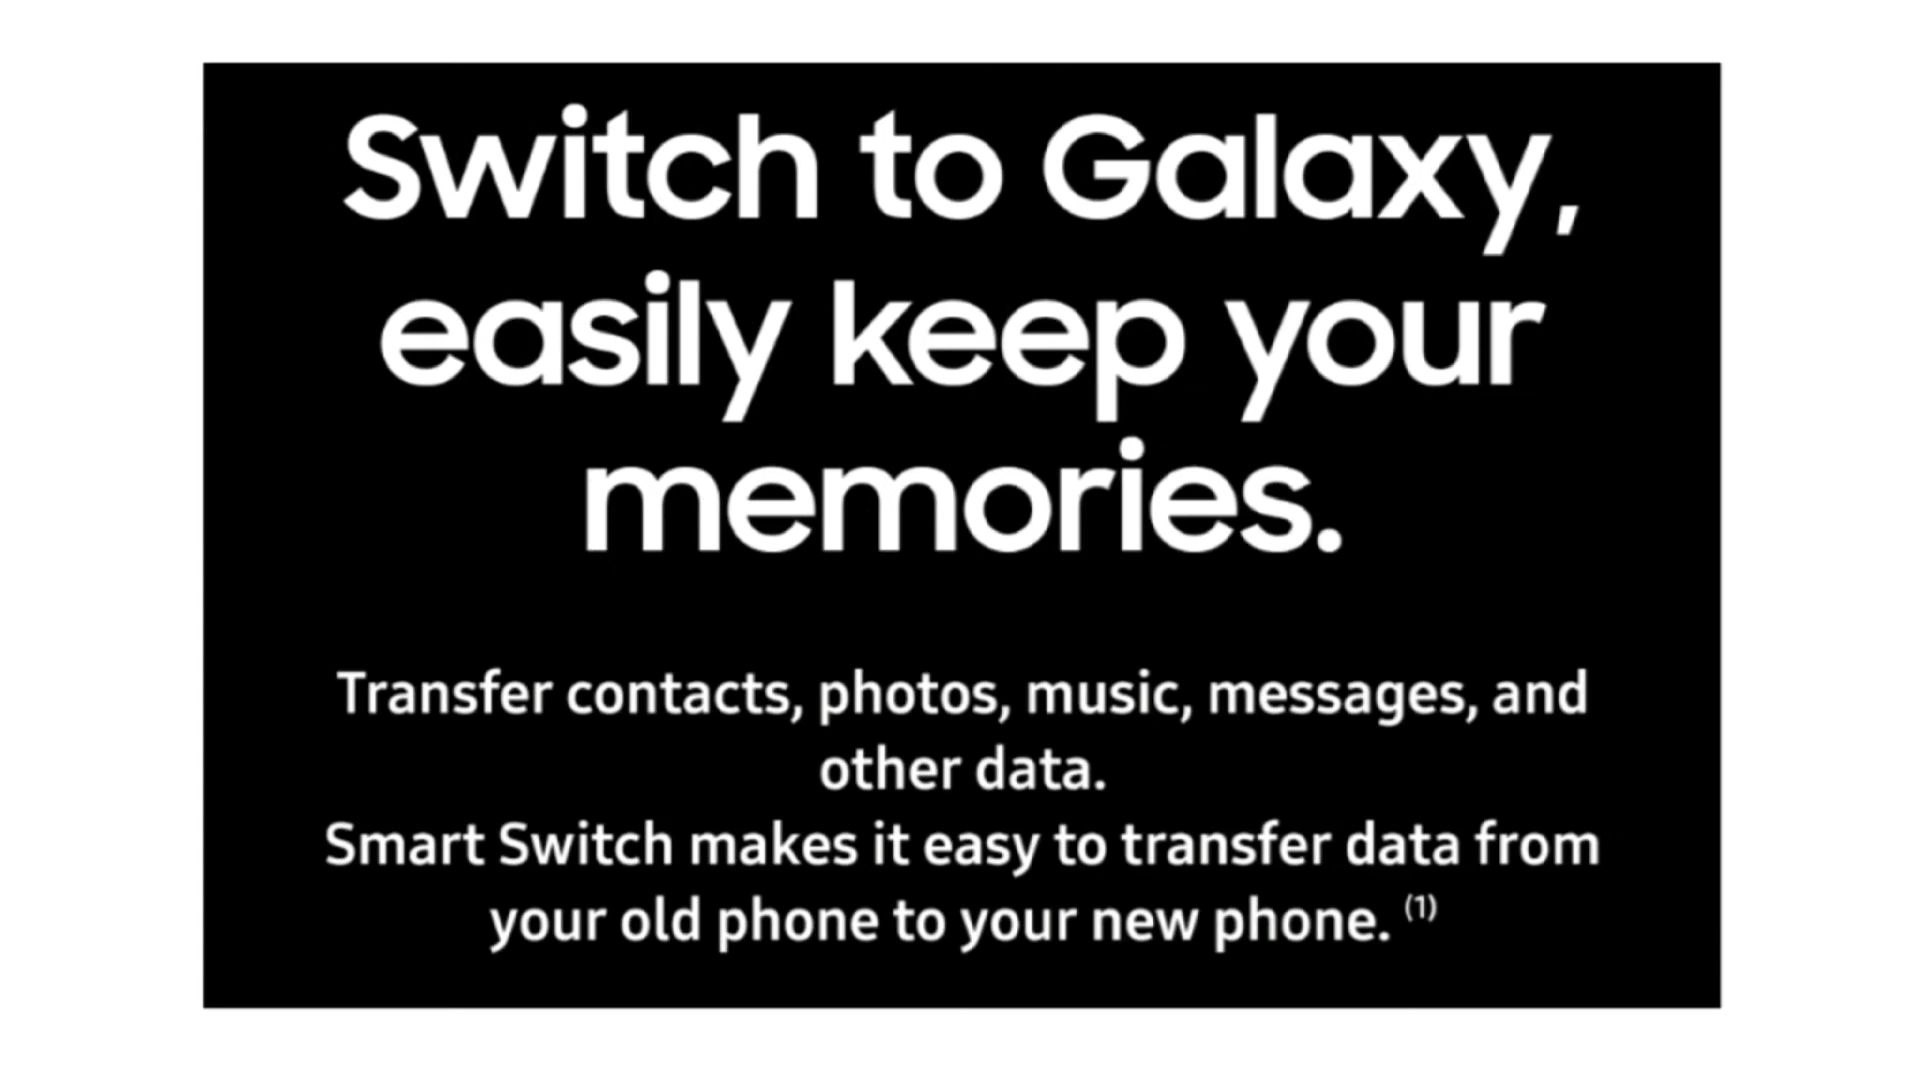 Switch to Galaxy,
easily keep your
memories.
Transfer contacts, photos, music, messages, and
other data.
Smart Switch makes it easy to transfer data from
your old phone to your new phone. (1)